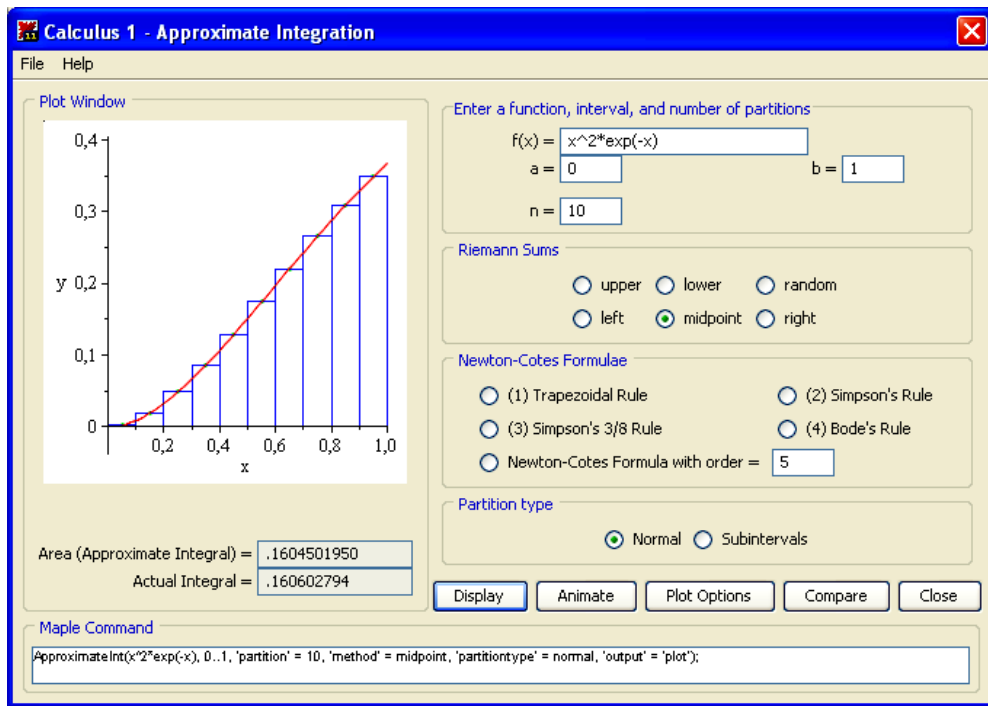 Calculus 1 - Approximate Integration
File Help
Plot Window
0,4
0,3
y 0,2
0,1
0
0,2 0,4 0,6 0,8 1,0
x
Area (Approximate Integral) = .1604501950
Actual Integral = .160602794
Enter a function, interval, and number of partitions
f(x) = x^2*exp(-x)
a = 0 b = 1
n = 10
Riemann Sums
upper lower random
left midpoint right
Newton-Cotes Formulae
(1) Trapezoidal Rule (2) Simpson's Rule
(3) Simpson's 3/8 Rule (4) Bode's Rule
Newton-Cotes Formula with order = 5
Partition type
Normal Subintervals
Display Animate Plot Options Compare Close
Maple Command
ApproximateInt(x^2*exp(-x), 0..1, 'partition' = 10, 'method' = midpoint, 'partitiontype' = normal, 'output' = 'plot');